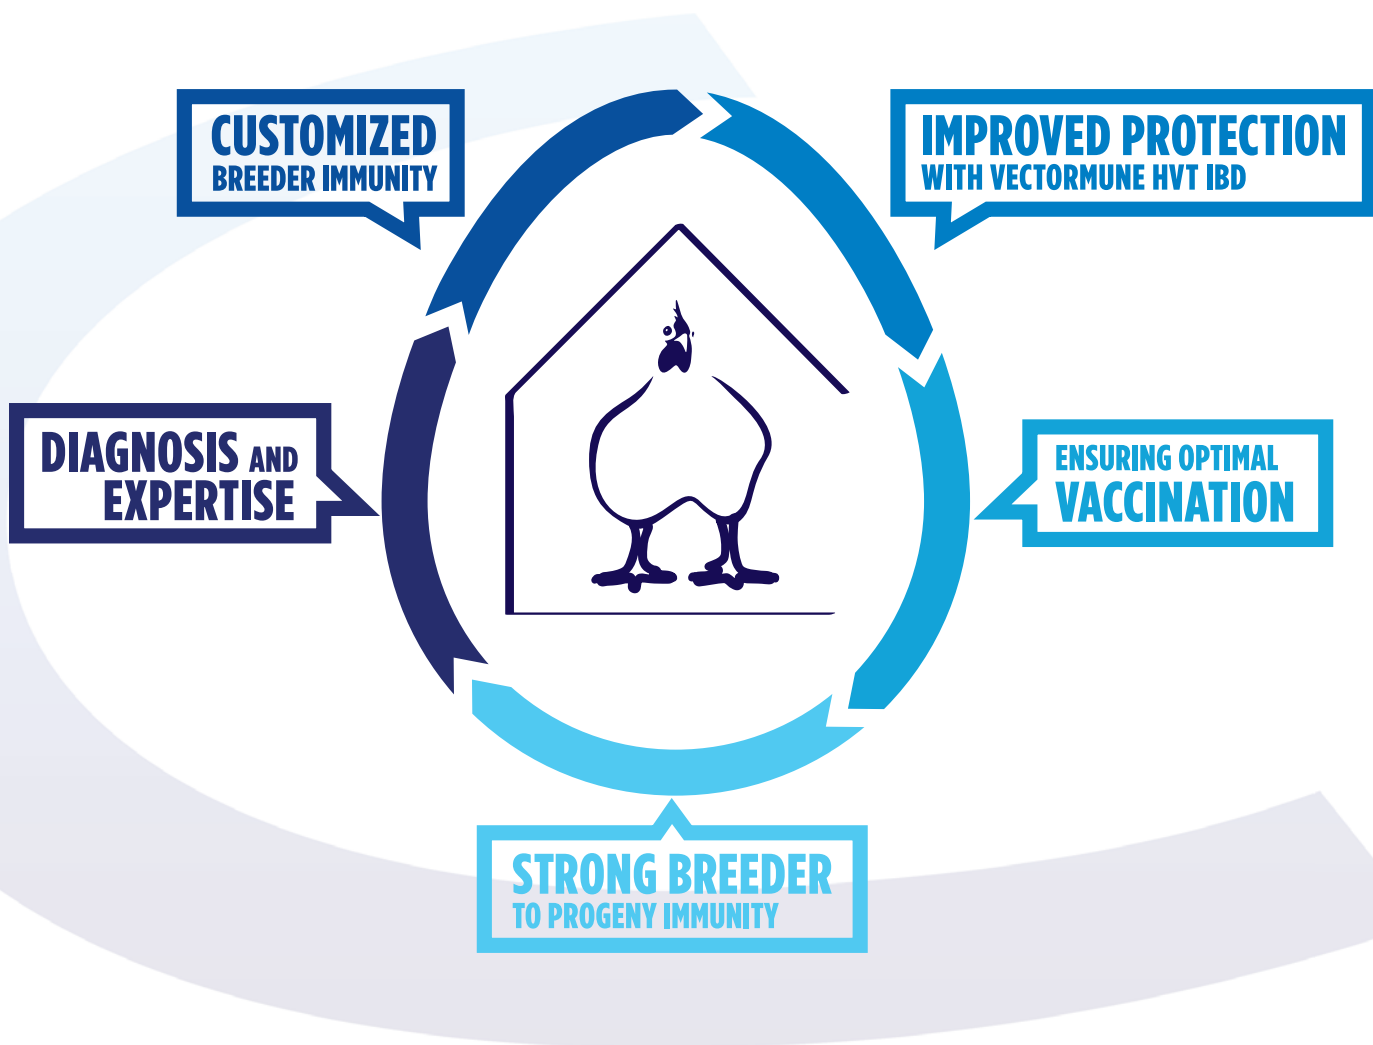 CUSTOMIZED
BREEDER IMMUNITY
IMPROVED PROTECTION
WITH VECTORMUNE HVT IBD
DIAGNOSIS AND
EXPERTISE
ENSURING OPTIMAL
VACCINATION
STRONG BREEDER
TO PROGENY IMMUNITY